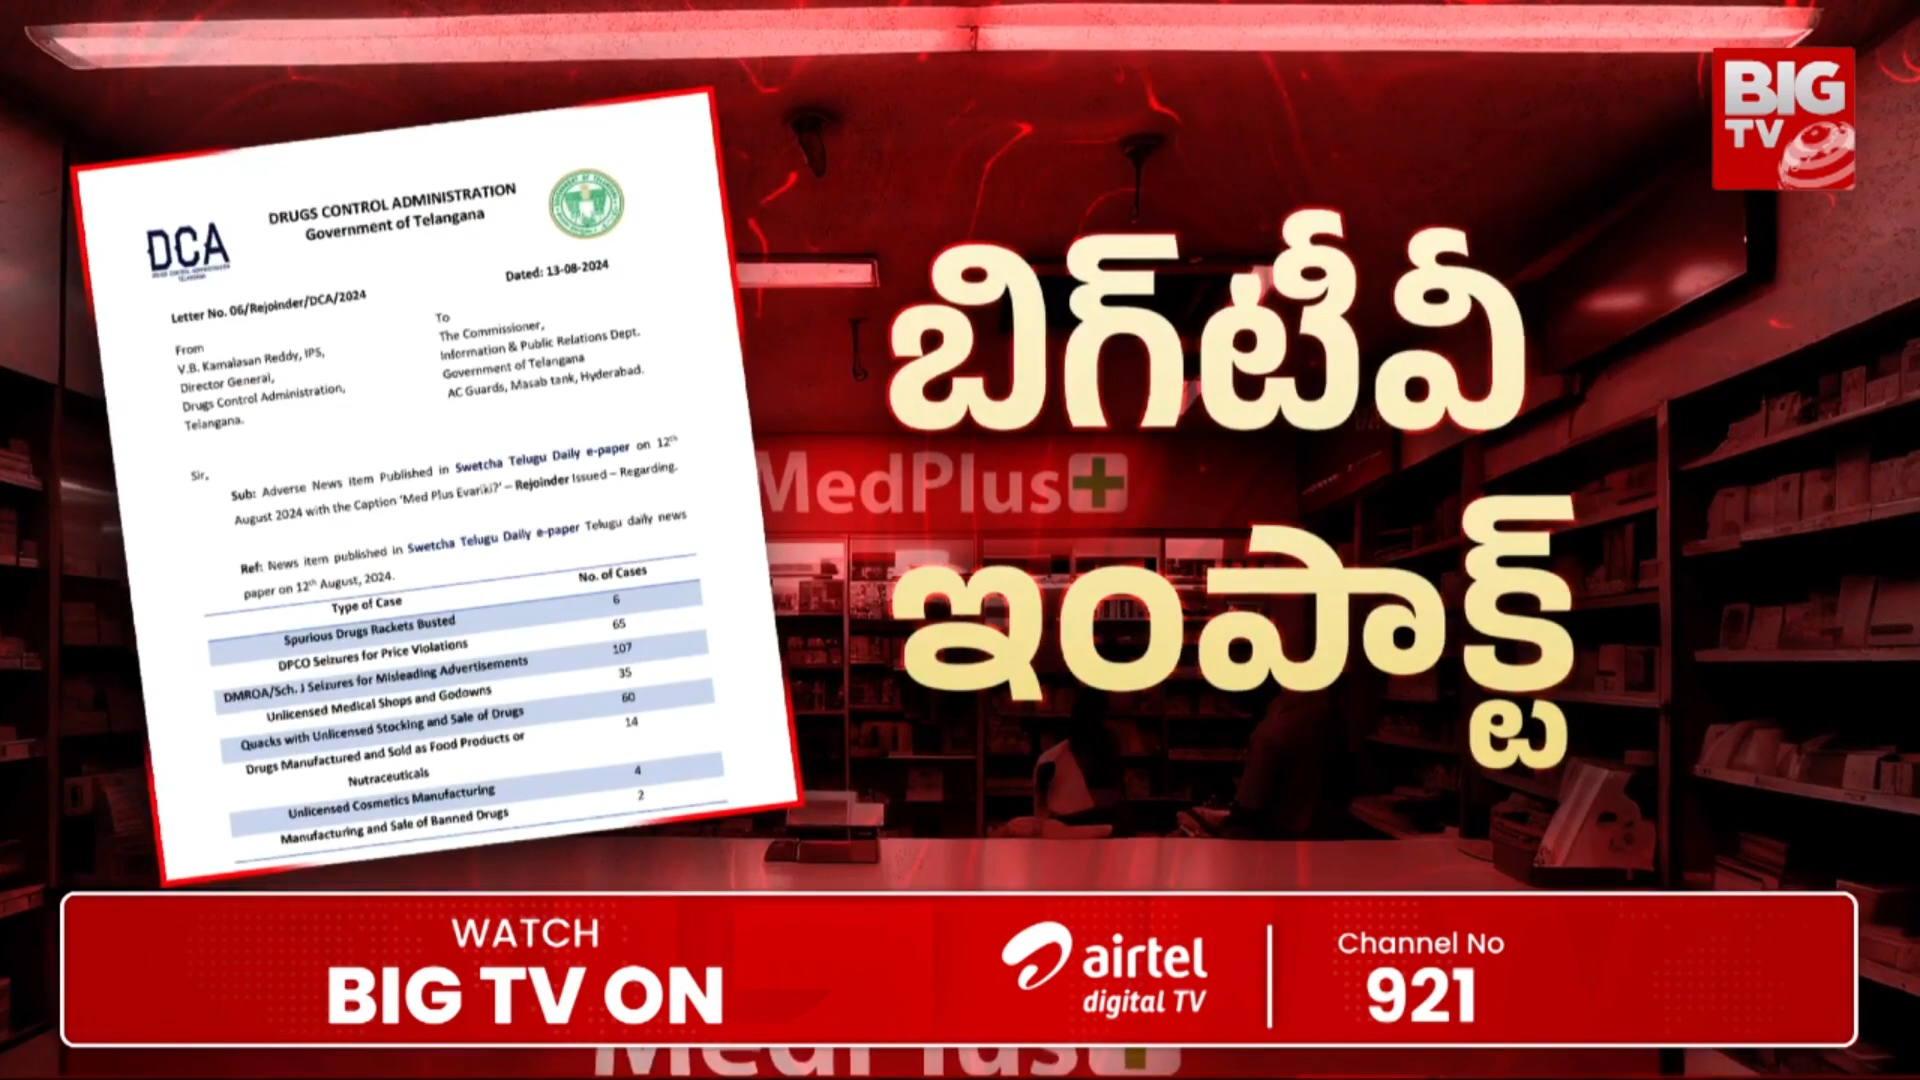 BIG
TV
DRUGS CONTROL ADMINISTRATION
Government of Telangana
DCA
Dated: 13-08-2024
Letter No. 06/Rejoinder/DCA/2024
From
V.B. Kamalasan Reddy, IPS,
Director General,
Drugs Control Administration,
Telangana.
To
The Commissioner,
Information & Public Relations Dept.
Government of Telangana
AC Guards, Masab tank, Hyderabad.
Sir,
Sub: Adverse News Item Published in Swetcha Telugu Daily e-paper on 12th
August 2024 with the Caption 'Med Plus Evariki?' – Rejoinder Issued – Regarding.
Ref: News item published in Swetcha Telugu Daily e-paper Telugu daily news
paper on 12th August, 2024.
Type of Case No. of Cases
Spurious Drugs Rackets Busted 6
DPCO Seizures for Price Violations 65
DMROA/Sch. J Seizures for Misleading Advertisements 107
Unlicensed Medical Shops and Godowns 35
Quacks with Unlicensed Stocking and Sale of Drugs 60
Drugs Manufactured and Sold as Food Products or 14
Nutraceuticals
Unlicensed Cosmetics Manufacturing 4
Manufacturing and Sale of Banned Drugs 2
బిగ్‌టీవీ
MedPlus
ఇంపాక్ట్
WATCH
BIG TV ON
airtel
digital TV
Channel No
921
MedPlus